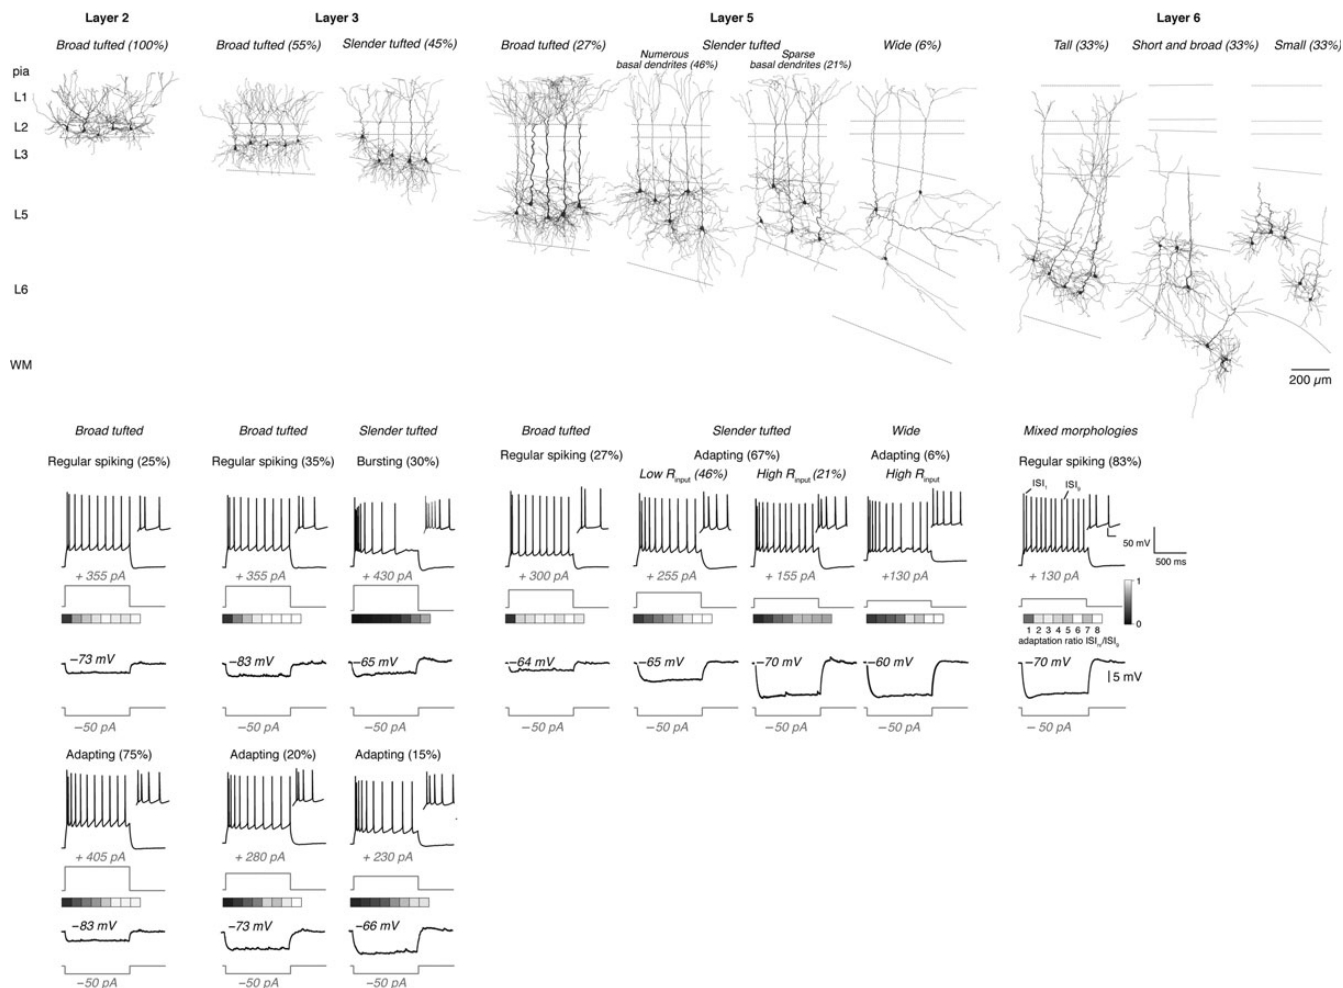 Layer 2 Layer 3 Layer 5 Layer 6
Broad tufted (100%) Broad tufted (55%) Slender tufted (45%) Broad tufted (27%) Slender tufted Wide (6%) Tall (33%) Short and broad (33%) Small (33%)
Numerous basal dendrites (46%) Sparse basal dendrites (21%)
pia
L1
L2
L3
L5
L6
WM
200 µm
Broad tufted Broad tufted Slender tufted Broad tufted Slender tufted Wide Mixed morphologies
Regular spiking (25%) Regular spiking (35%) Bursting (30%) Regular spiking (27%) Adapting (67%) Adapting (6%) Regular spiking (83%)
Low Rinput (46%) High Rinput (21%) High Rinput
ISI1 ISI9
50 mV
500 ms
+ 355 pA + 355 pA + 430 pA + 300 pA + 255 pA + 155 pA +130 pA + 130 pA
1
0
1 2 3 4 5 6 7 8
adaptation ratio ISIn/ISI9
−73 mV −83 mV −65 mV −64 mV −65 mV −70 mV −60 mV −70 mV
5 mV
−50 pA −50 pA −50 pA −50 pA −50 pA −50 pA −50 pA − 50 pA
Adapting (75%) Adapting (20%) Adapting (15%)
+ 405 pA + 280 pA + 230 pA
−83 mV −73 mV −66 mV
−50 pA −50 pA −50 pA